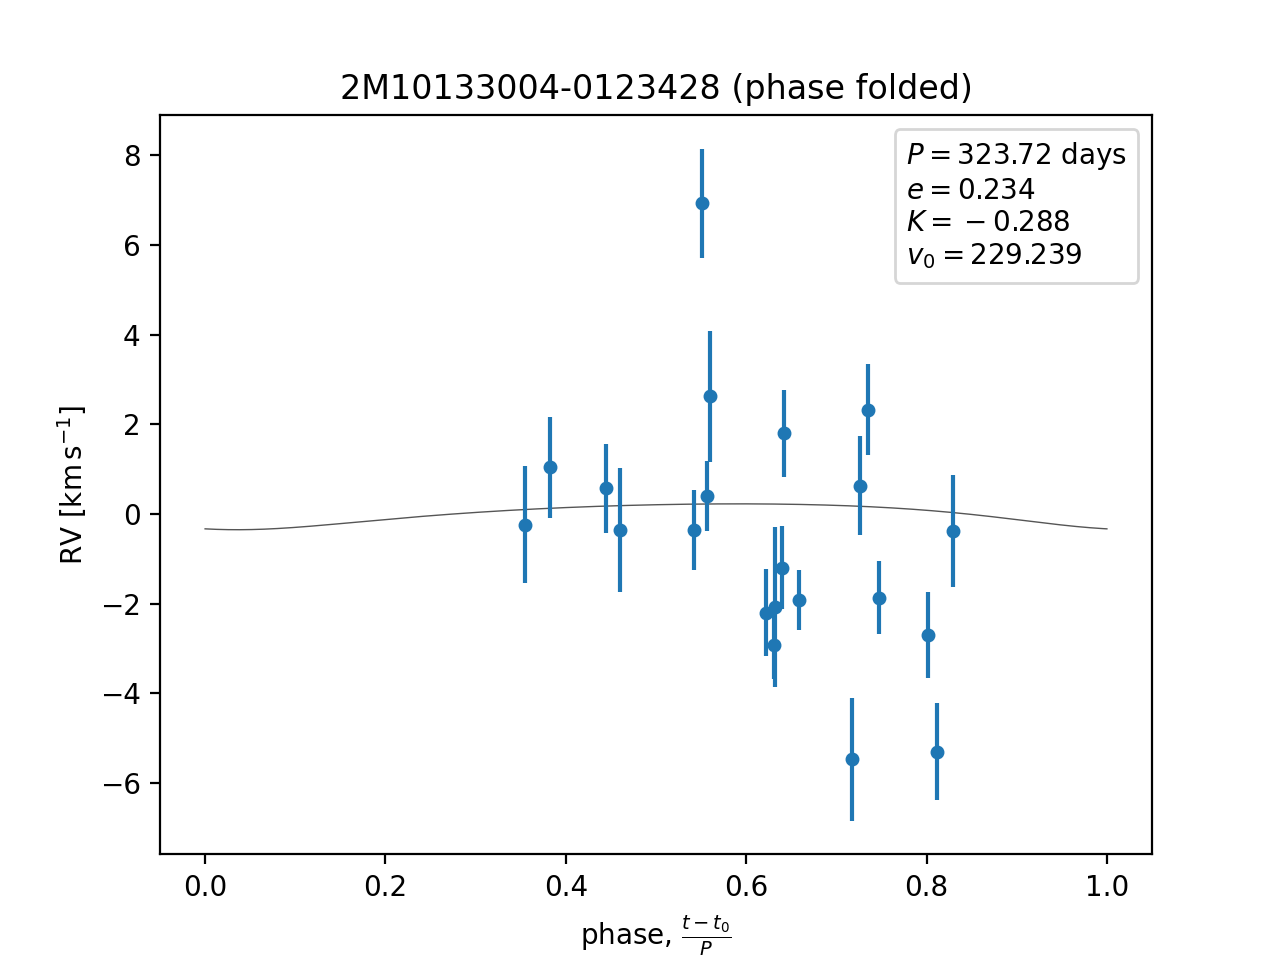 2M10133004-0123428 (phase folded)
P = 323.72 days
e = 0.234
K = −0.288
v₀ = 229.239
8
6
4
2
0
−2
−4
−6
RV [km s⁻¹]
0.0 0.2 0.4 0.6 0.8 1.0
phase, (t − t₀)/P